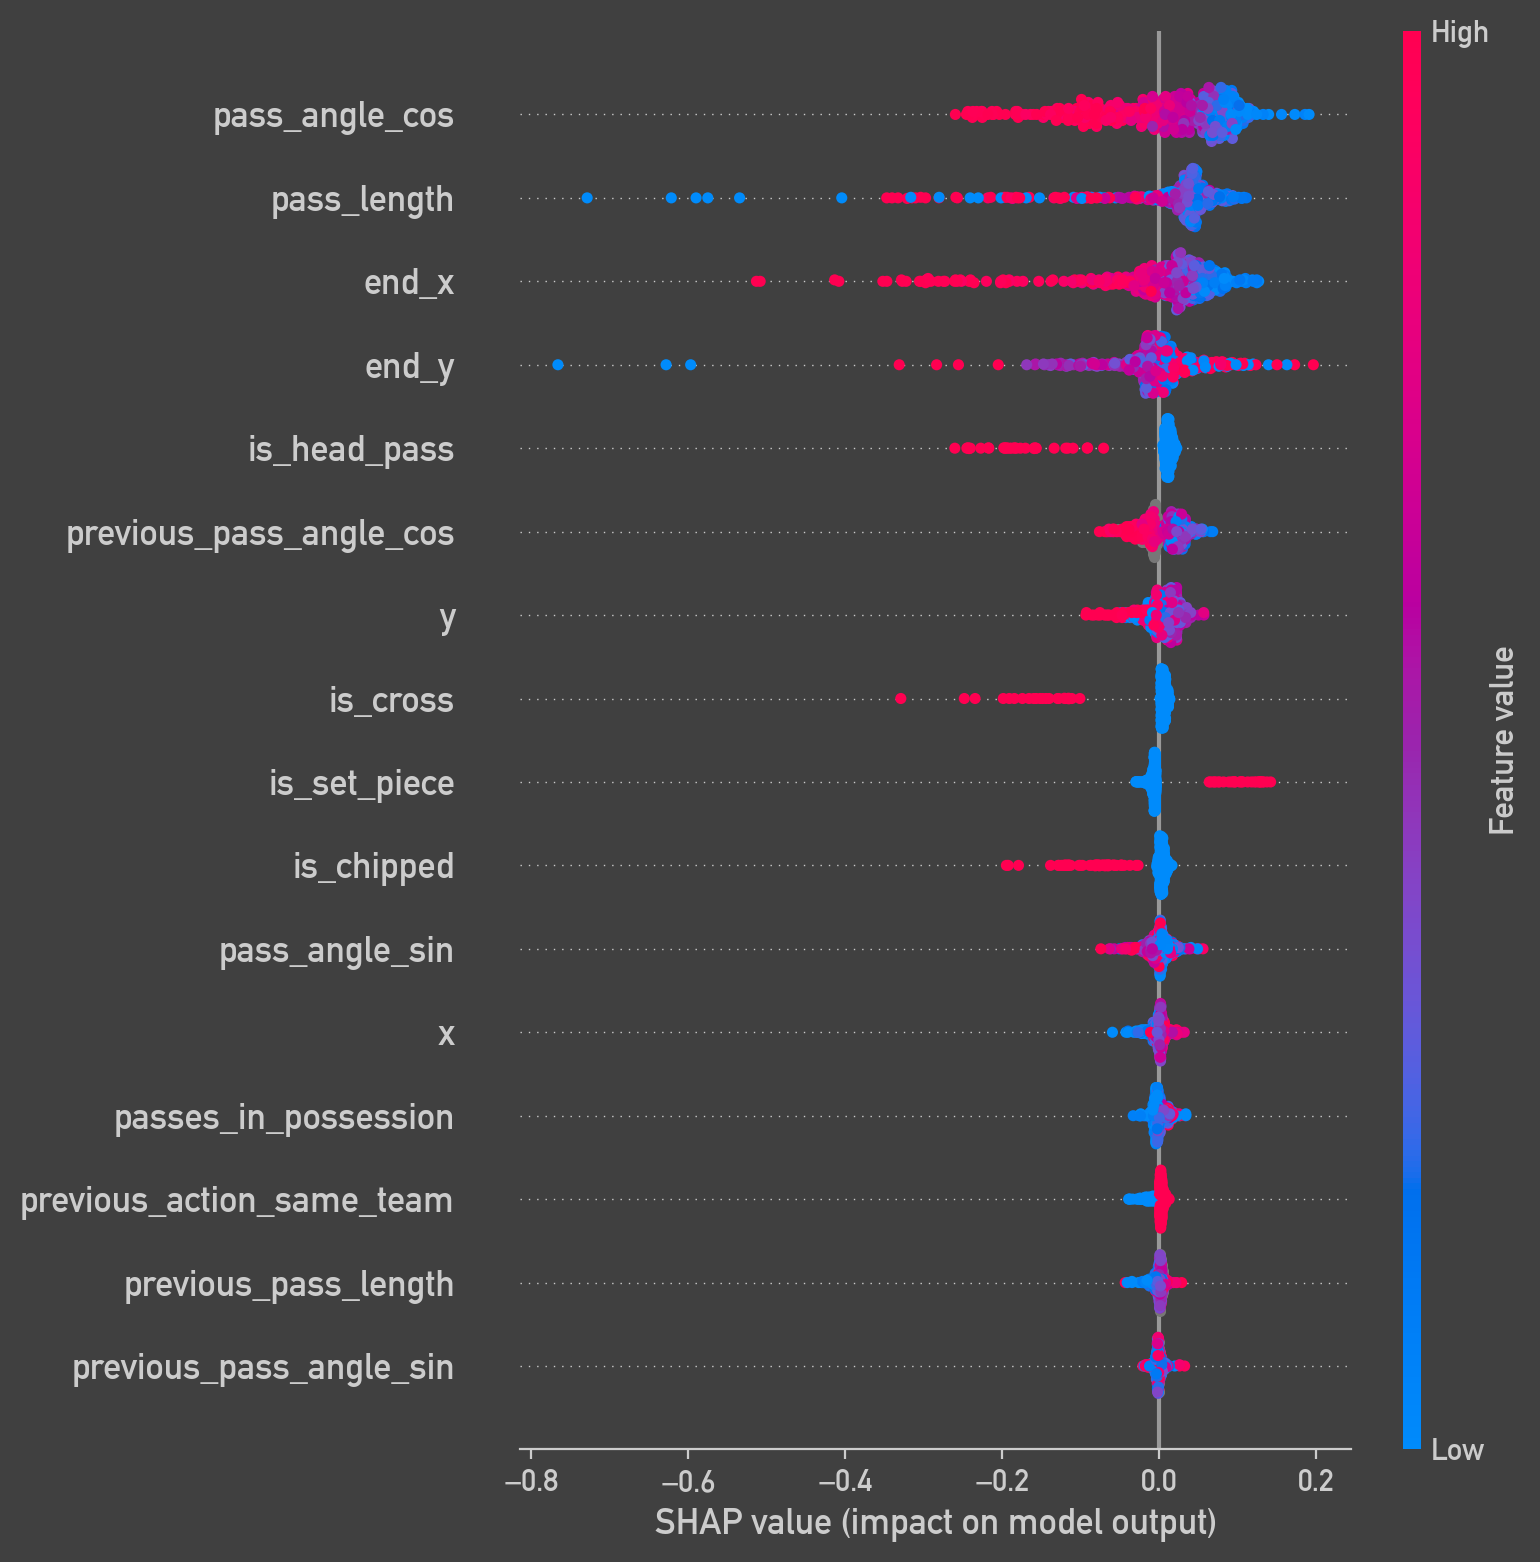 High
pass_angle_cos
pass_length
end_x
end_y
is_head_pass
previous_pass_angle_cos
y
is_cross
is_set_piece
is_chipped
pass_angle_sin
x
passes_in_possession
previous_action_same_team
previous_pass_length
previous_pass_angle_sin
Feature value
Low
−0.8 −0.6 −0.4 −0.2 0.0 0.2
SHAP value (impact on model output)